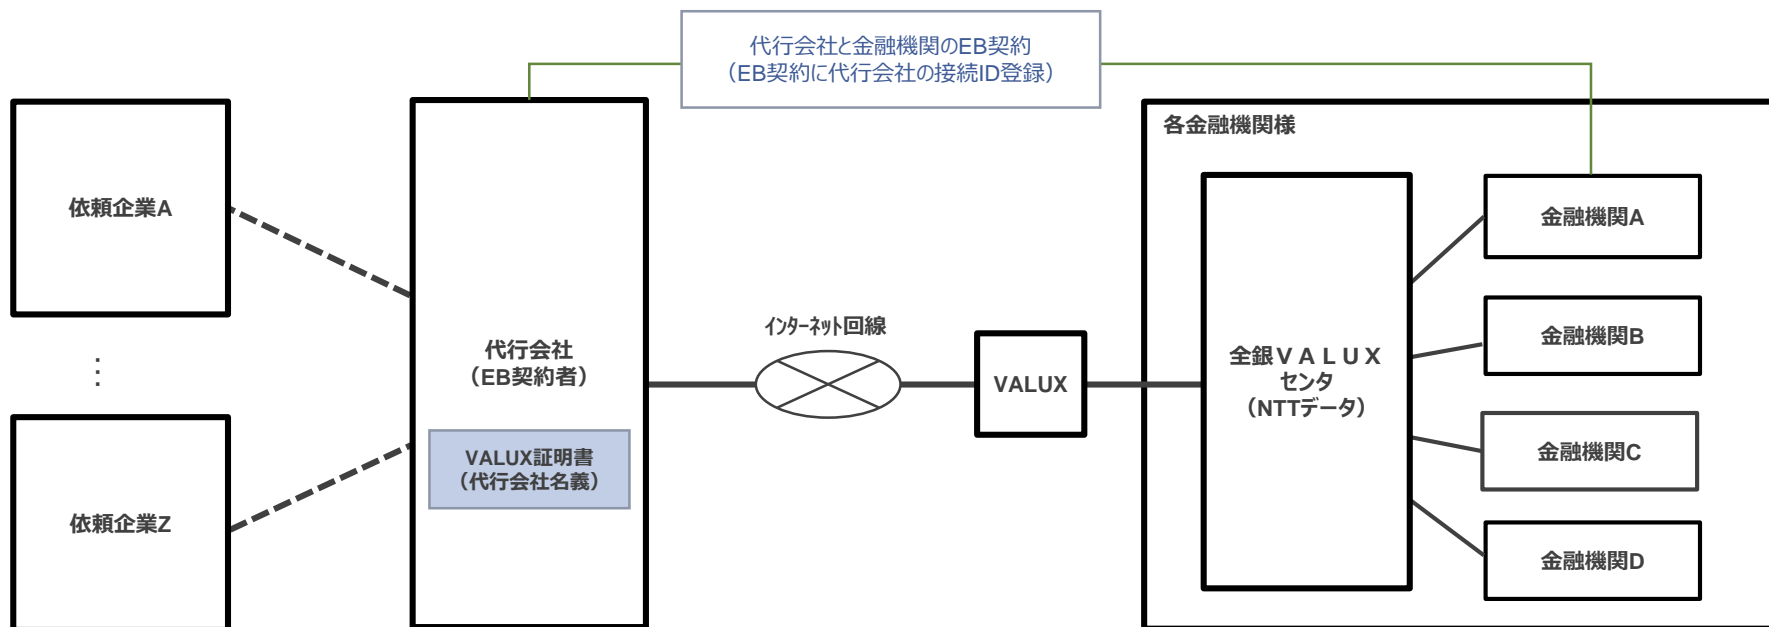 代行会社と金融機関のEB契約
（EB契約に代行会社の接続ID登録）
各金融機関様
依頼企業A
⋮
依頼企業Z
代行会社
（EB契約者）
VALUX証明書
（代行会社名義）
インターネット回線
VALUX
全銀ＶＡＬＵＸ
センタ
（NTTデータ）
金融機関A
金融機関B
金融機関C
金融機関D